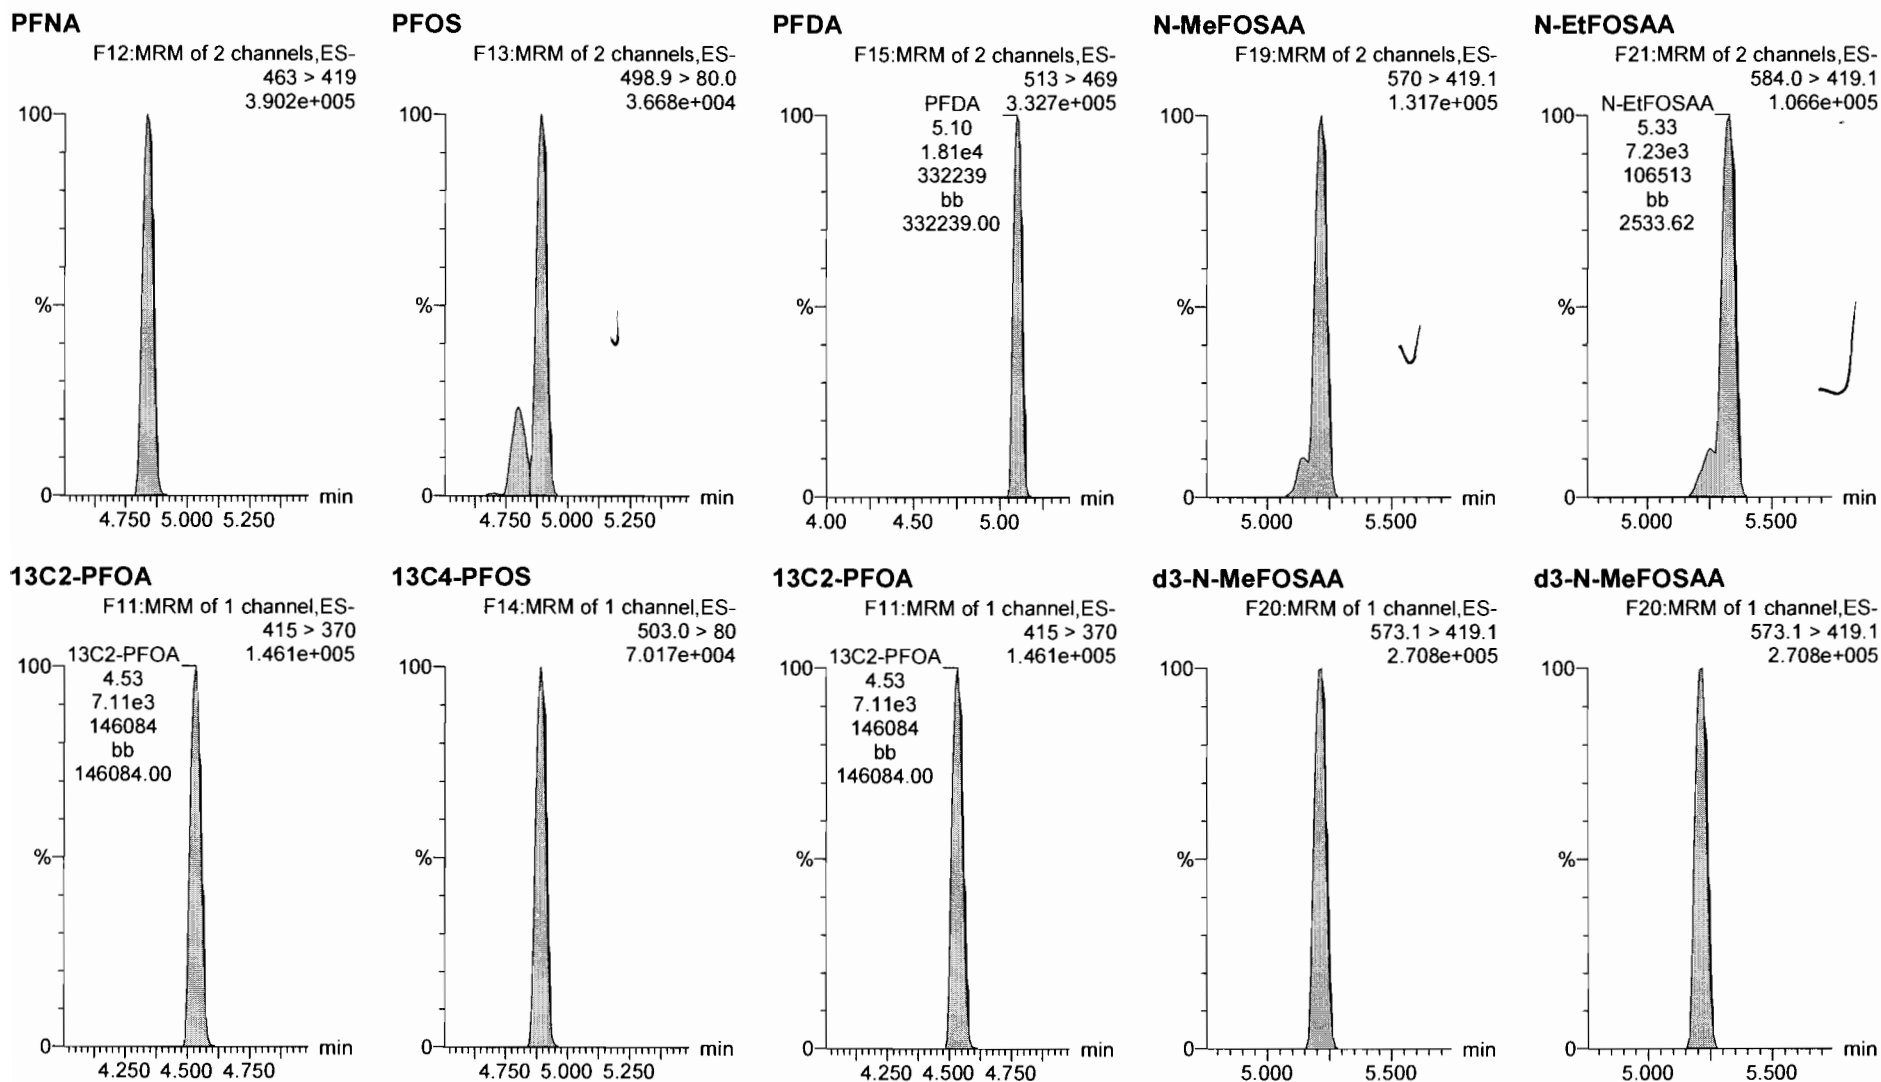 PFNA
F12:MRM of 2 channels,ES-
463 > 419
3.902e+005
100
%
0
min
4.750 5.000 5.250
PFOS
F13:MRM of 2 channels,ES-
498.9 > 80.0
3.668e+004
100
%
0
min
4.750 5.000 5.250
PFDA
F15:MRM of 2 channels,ES-
513 > 469
PFDA 3.327e+005
100
5.10
1.81e4
332239
bb
332239.00
%
0
min
4.00 4.50 5.00
N-MeFOSAA
F19:MRM of 2 channels,ES-
570 > 419.1
1.317e+005
100
%
0
min
5.000 5.500
N-EtFOSAA
F21:MRM of 2 channels,ES-
584.0 > 419.1
N-EtFOSAA 1.066e+005
100
5.33
7.23e3
106513
bb
2533.62
%
0
min
5.000 5.500
13C2-PFOA
F11:MRM of 1 channel,ES-
415 > 370
13C2-PFOA 1.461e+005
100
4.53
7.11e3
146084
bb
146084.00
%
0
min
4.250 4.500 4.750
13C4-PFOS
F14:MRM of 1 channel,ES-
503.0 > 80
7.017e+004
100
%
0
min
4.750 5.000 5.250
13C2-PFOA
F11:MRM of 1 channel,ES-
415 > 370
13C2-PFOA 1.461e+005
100
4.53
7.11e3
146084
bb
146084.00
%
0
min
4.250 4.500 4.750
d3-N-MeFOSAA
F20:MRM of 1 channel,ES-
573.1 > 419.1
2.708e+005
100
%
0
min
5.000 5.500
d3-N-MeFOSAA
F20:MRM of 1 channel,ES-
573.1 > 419.1
2.708e+005
100
%
0
min
5.000 5.500